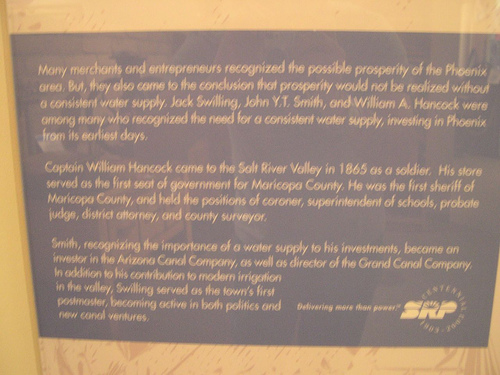 Many merchants and entrepreneurs recognized the possible prosperity of the Phoenix
area. But, they also came to the conclusion that prosperity would not be realized without
a consistent water supply. Jack Swilling, John Y.T. Smith, and William A. Hancock were
among many who recognized the need for a consistent water supply, investing in Phoenix
from its earliest days.
Captain William Hancock came to the Salt River Valley in 1865 as a soldier. His store
served as the first seat of government for Maricopa County. He was the first sheriff of
Maricopa County, and held the positions of coroner, superintendent of schools, probate
judge, district attorney, and county surveyor.
Smith, recognizing the importance of a water supply to his investments, became an
investor in the Arizona Canal Company, as well as director of the Grand Canal Company.
In addition to his contribution to modern irrigation
in the valley, Swilling served as the town's first
postmaster, becoming active in both politics and
new canal ventures.
Delivering more than power.™
SRP
CENTENNIAL